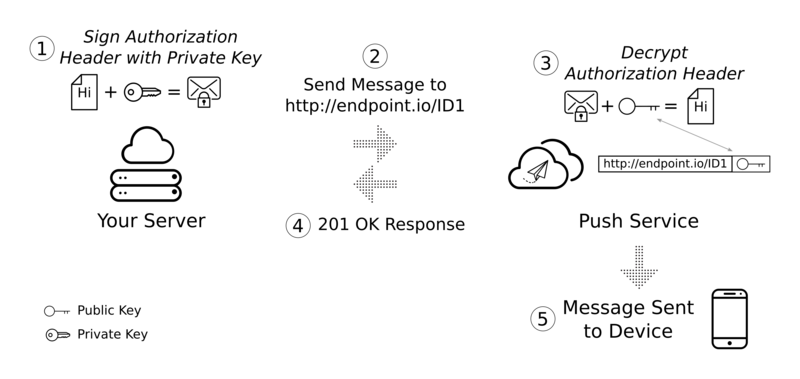 1 Sign Authorization
Header with Private Key
Hi + =
Your Server
2
Send Message to
http://endpoint.io/ID1
4 201 OK Response
3 Decrypt
Authorization Header
+ = Hi
http://endpoint.io/ID1
Push Service
5 Message Sent
to Device
Public Key
Private Key